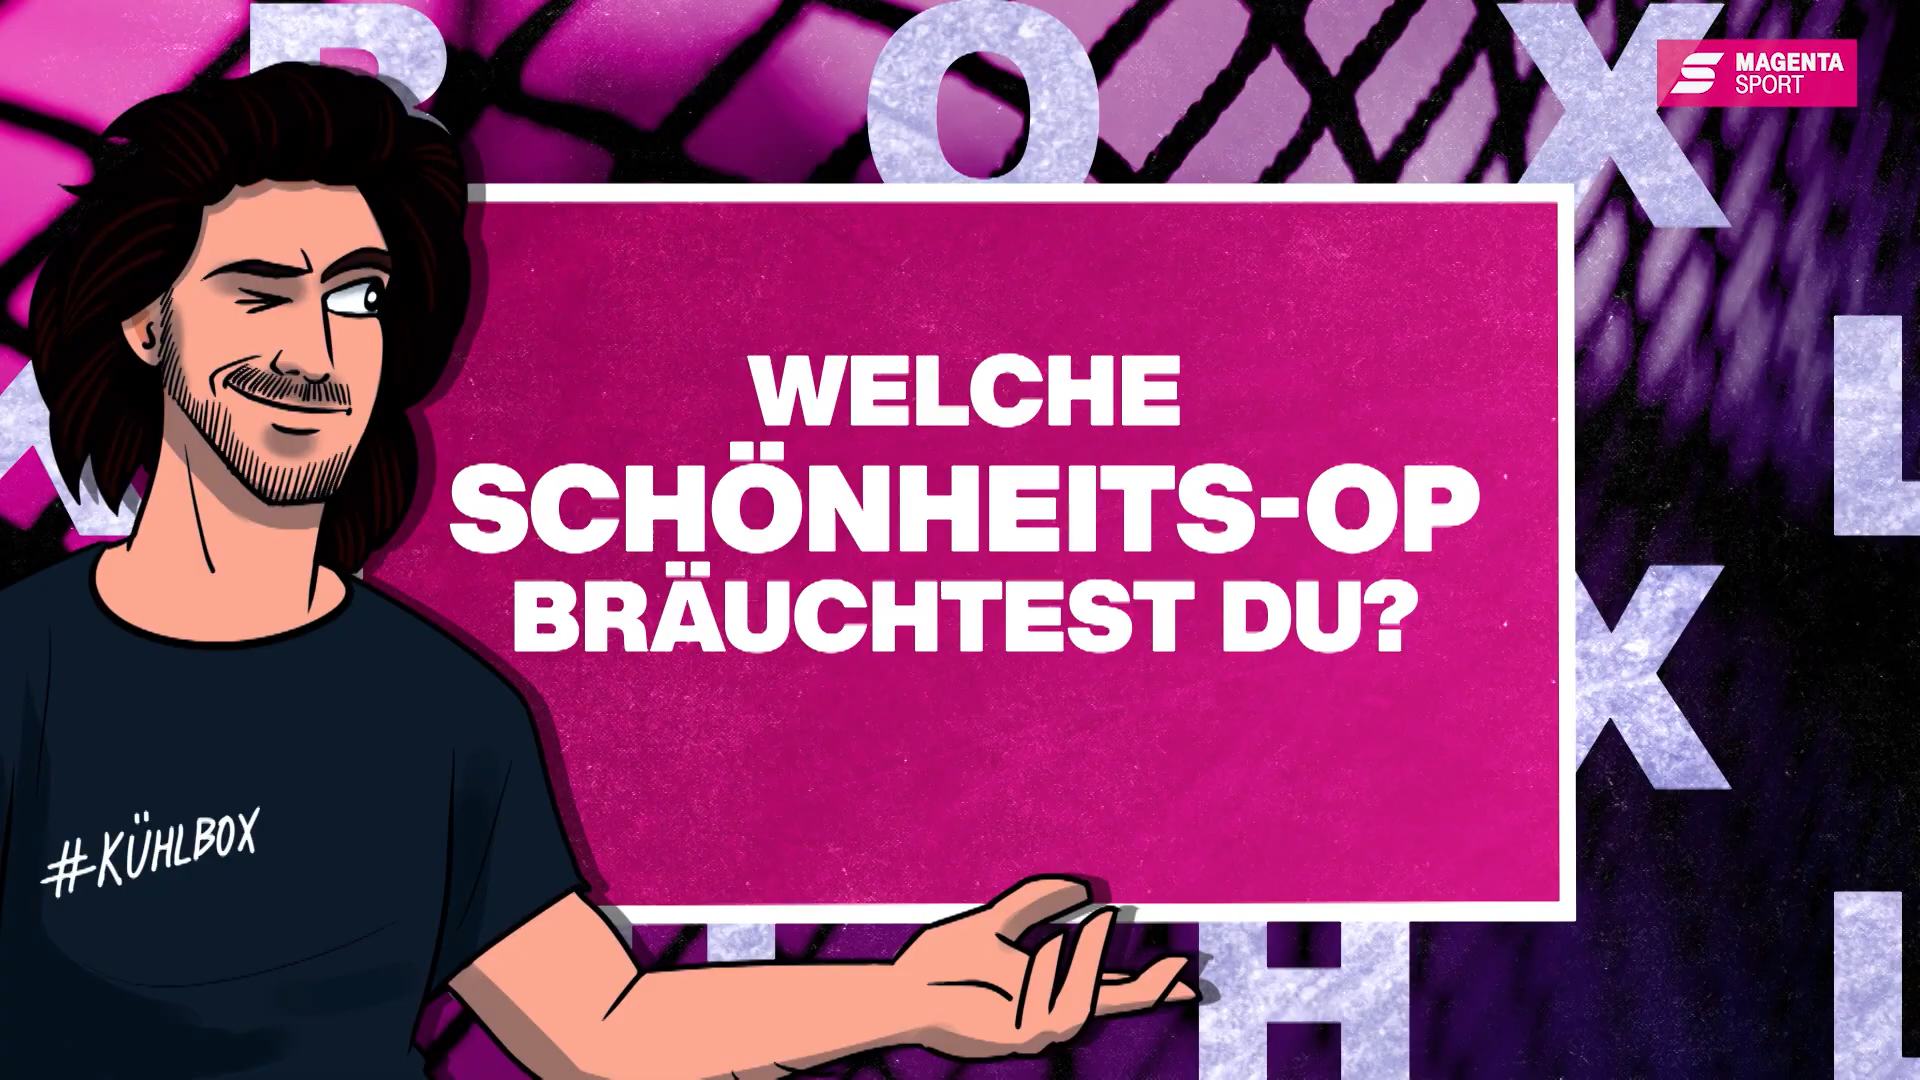 MAGENTA
SPORT
WELCHE
SCHÖNHEITS-OP
BRÄUCHTEST DU?
#KÜHLBOX